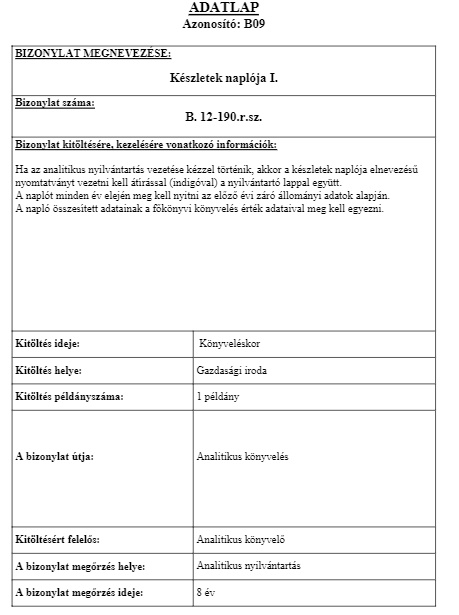 ADATLAP
Azonosító: B09
BIZONYLAT MEGNEVEZÉSE:
Készletek naplója I.
Bizonylat száma:
B. 12-190.r.sz.
Bizonylat kitöltésére, kezelésére vonatkozó információk:
Ha az analitikus nyilvántartás vezetése kézzel történik, akkor a készletek naplója elnevezésű
nyomtatványt vezetni kell átírással (indigóval) a nyilvántartó lappal együtt.
A naplót minden év elején meg kell nyitni az előző évi záró állományi adatok alapján.
A napló összesített adatainak a főkönyvi könyvelés érték adataival meg kell egyezni.
Kitöltés ideje: Könyveléskor
Kitöltés helye: Gazdasági iroda
Kitöltés példányszáma: 1 példány
A bizonylat útja: Analitikus könyvelés
Kitöltésért felelős: Analitikus könyvelő
A bizonylat megőrzés helye: Analitikus nyilvántartás
A bizonylat megőrzés ideje: 8 év